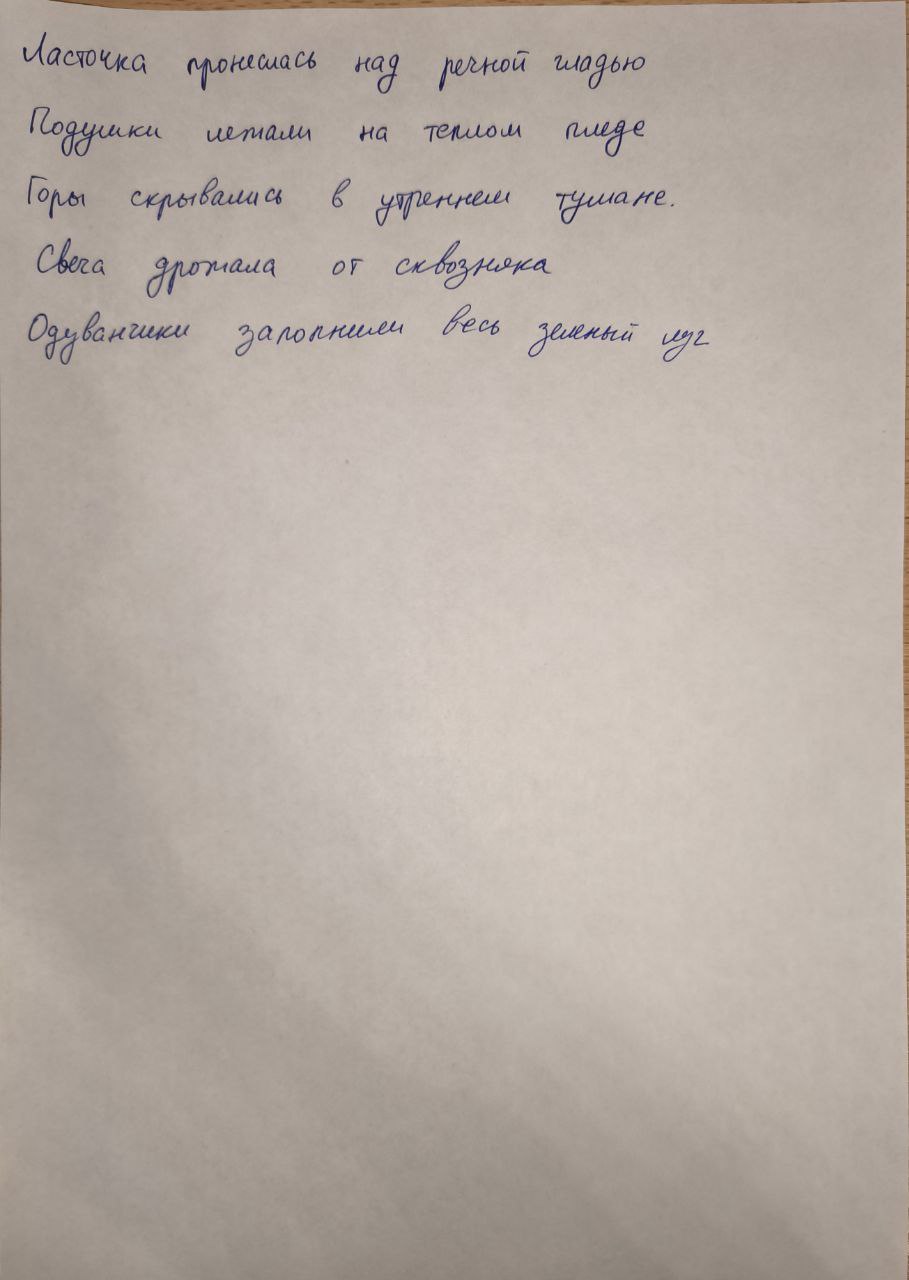 Ласточка пронеслась над речной гладью
Подушки лежали на теплом пледе
Горы скрывались в утреннем тумане.
Свеча дрожала от сквозняка
Одуванчики заполнили весь зеленый луг